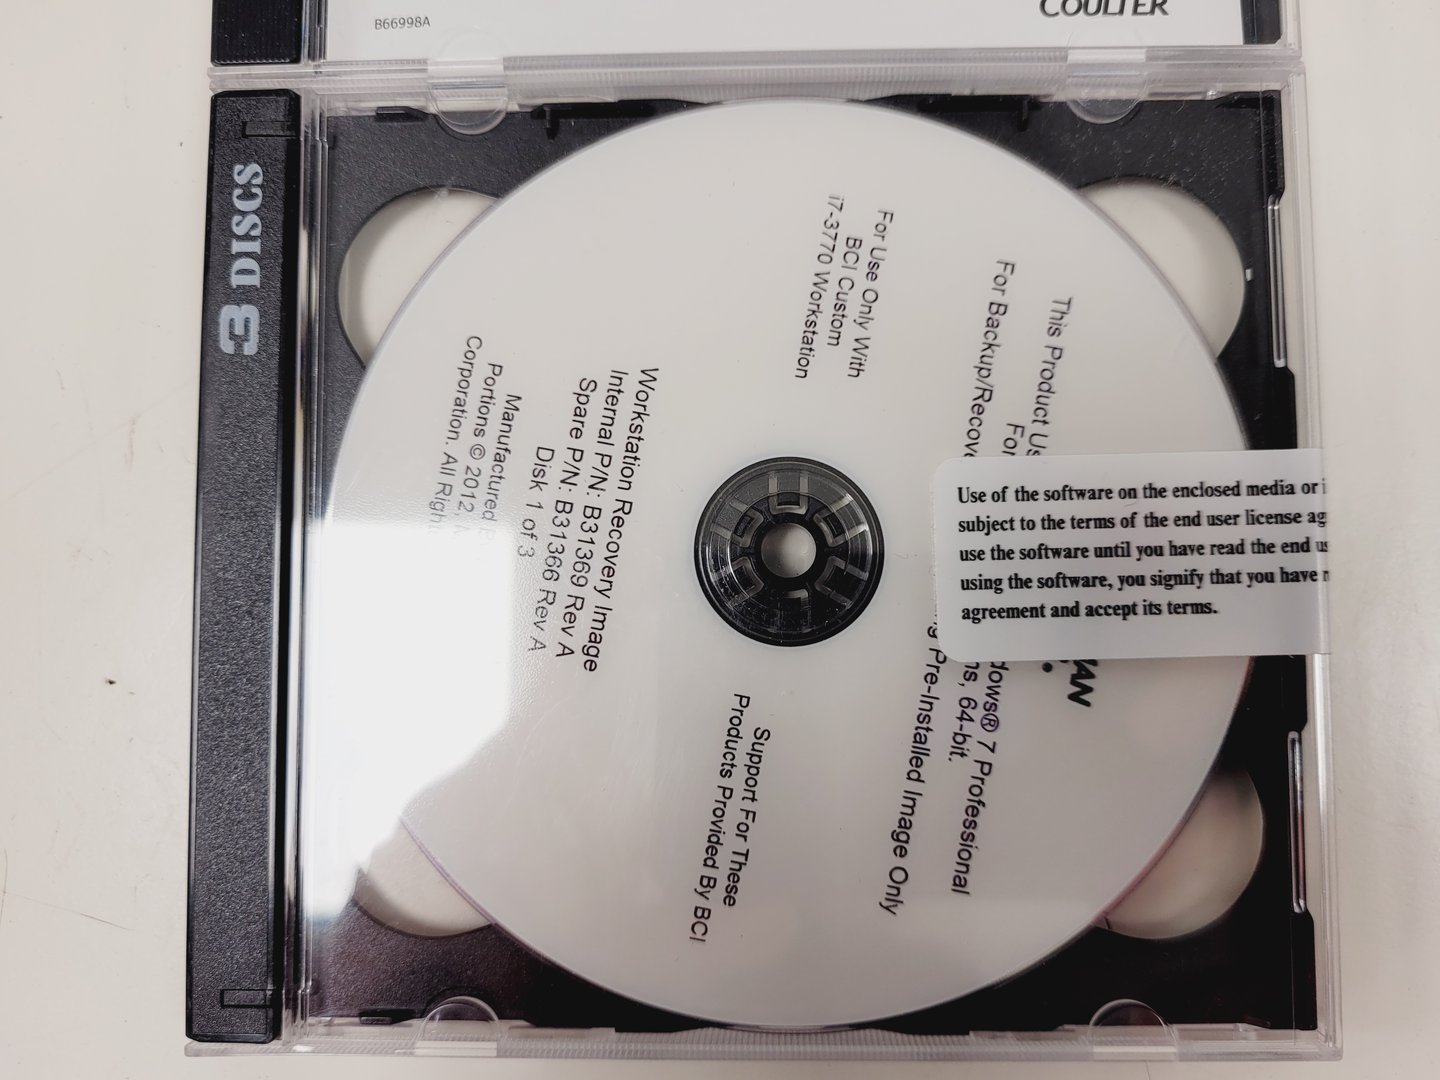 B66998A
COULTER
3 DISCS
This Product Us
For
dows® 7 Professional
ns, 64-bit.
For Backup/Recove
g Pre-Installed Image Only
For Use Only With
BCI Custom
i7-3770 Workstation
Support For These
Products Provided By BCI
Workstation Recovery Image
Internal P/N: B31369 Rev A
Spare P/N: B31366 Rev A
Disk 1 of 3
Manufactured
Portions © 2012
Corporation. All Righ
Use of the software on the enclosed media or i
subject to the terms of the end user license ag
use the software until you have read the end us
using the software, you signify that you have
agreement and accept its terms.